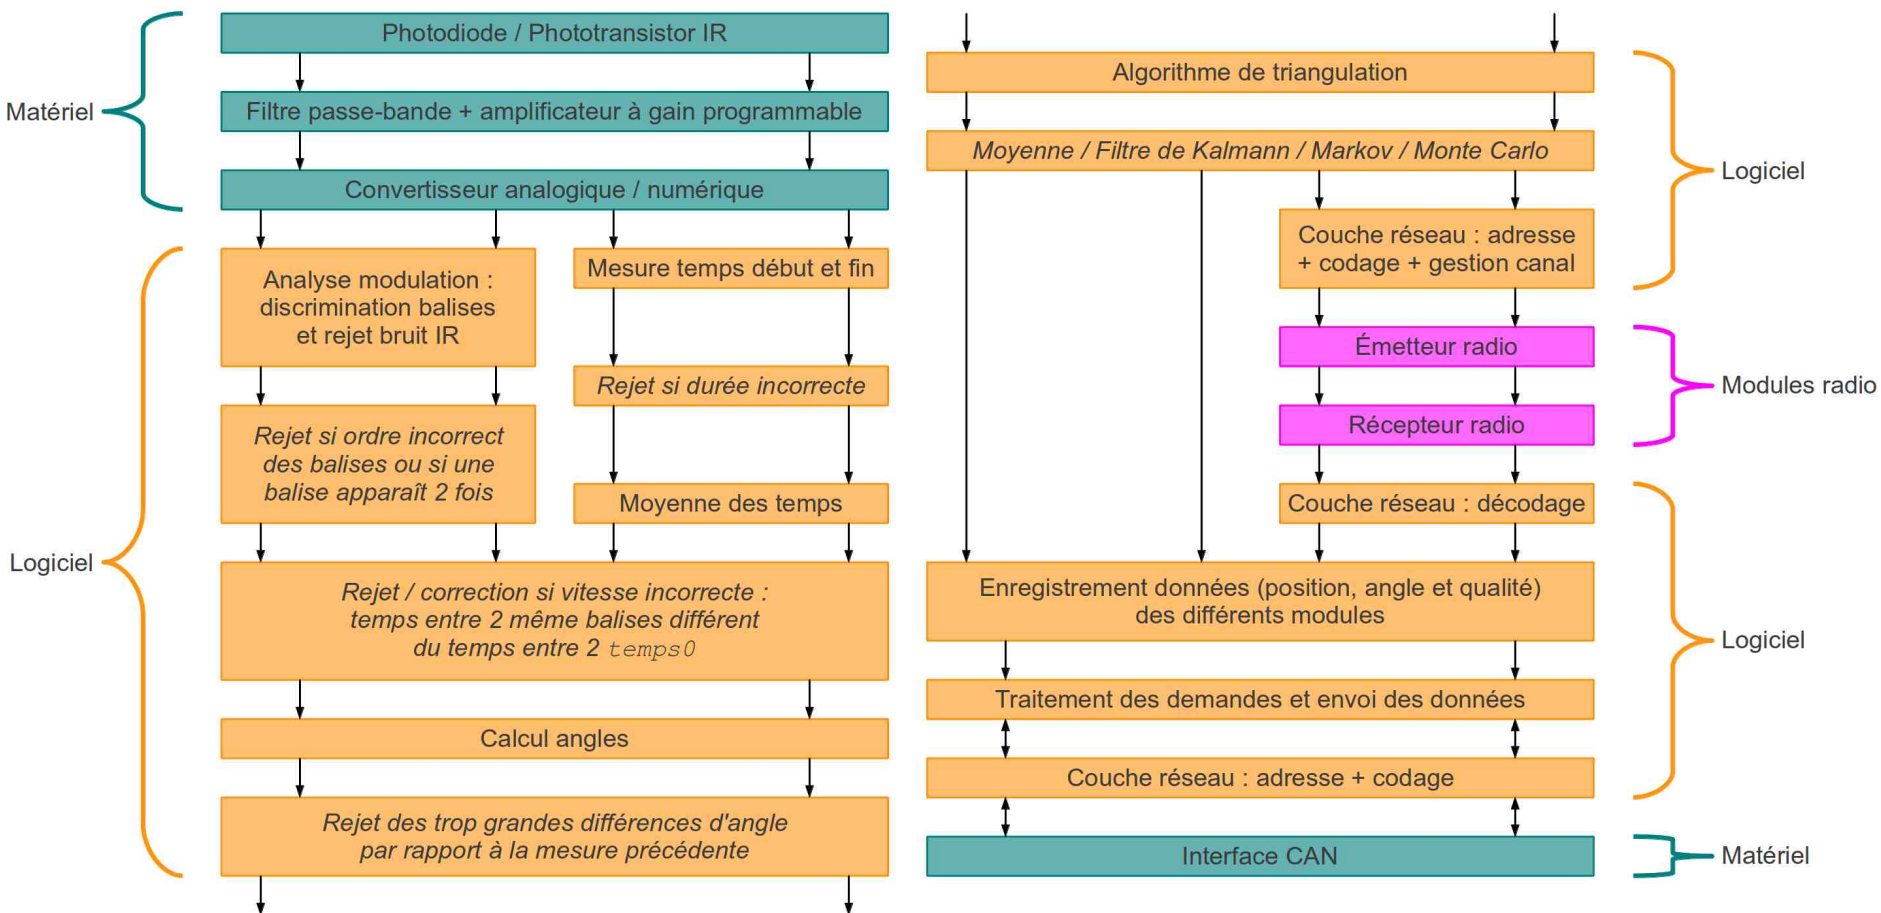 Matériel
Photodiode / Phototransistor IR
Filtre passe-bande + amplificateur à gain programmable
Convertisseur analogique / numérique
Logiciel
Analyse modulation :
discrimination balises
et rejet bruit IR
Mesure temps début et fin
Rejet si durée incorrecte
Rejet si ordre incorrect
des balises ou si une
balise apparaît 2 fois
Moyenne des temps
Rejet / correction si vitesse incorrecte :
temps entre 2 même balises différent
du temps entre 2 temps0
Calcul angles
Rejet des trop grandes différences d'angle
par rapport à la mesure précédente
Algorithme de triangulation
Moyenne / Filtre de Kalmann / Markov / Monte Carlo
Couche réseau : adresse
+ codage + gestion canal
Logiciel
Émetteur radio
Récepteur radio
Modules radio
Couche réseau : décodage
Enregistrement données (position, angle et qualité)
des différents modules
Traitement des demandes et envoi des données
Couche réseau : adresse + codage
Logiciel
Interface CAN
Matériel